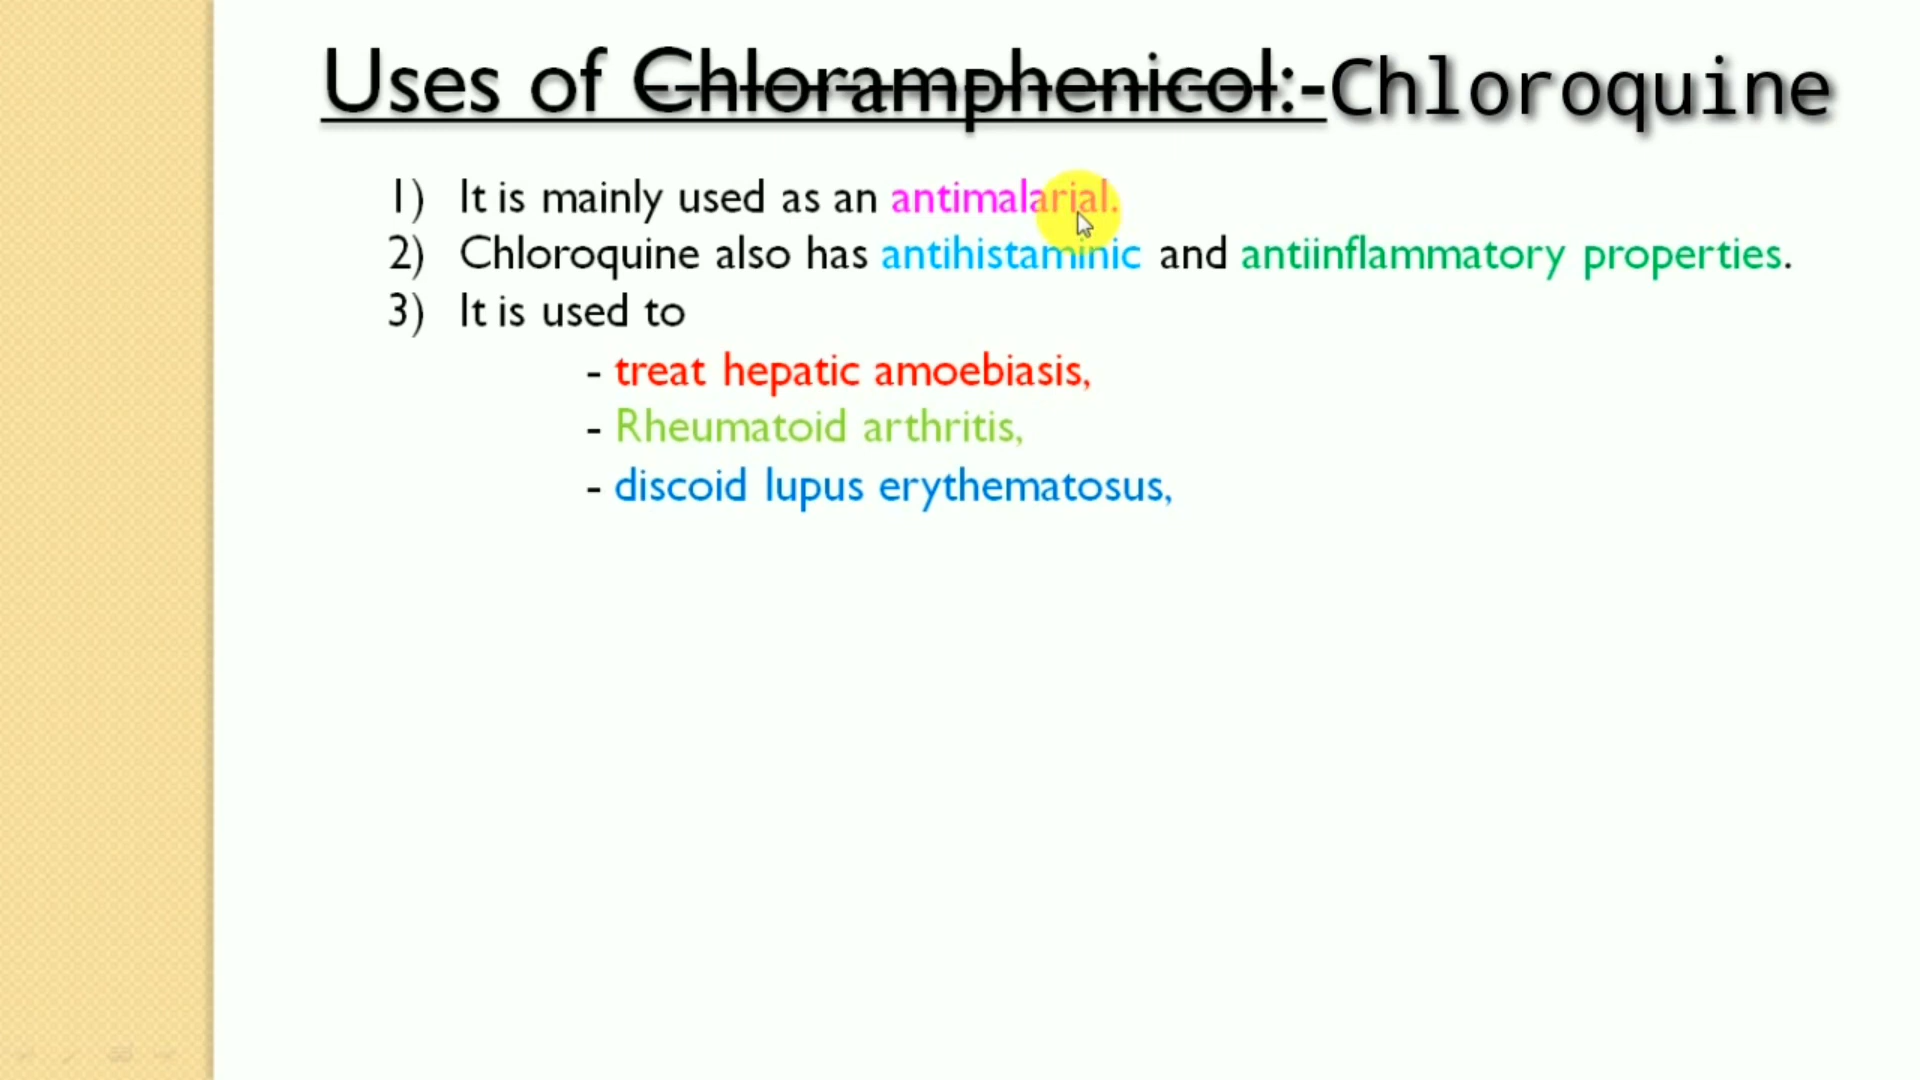 Uses of Chloramphenicol:-Chloroquine
1) It is mainly used as an antimalarial.
2) Chloroquine also has antihistaminic and antiinflammatory properties.
3) It is used to
- treat hepatic amoebiasis,
- Rheumatoid arthritis,
- discoid lupus erythematosus,